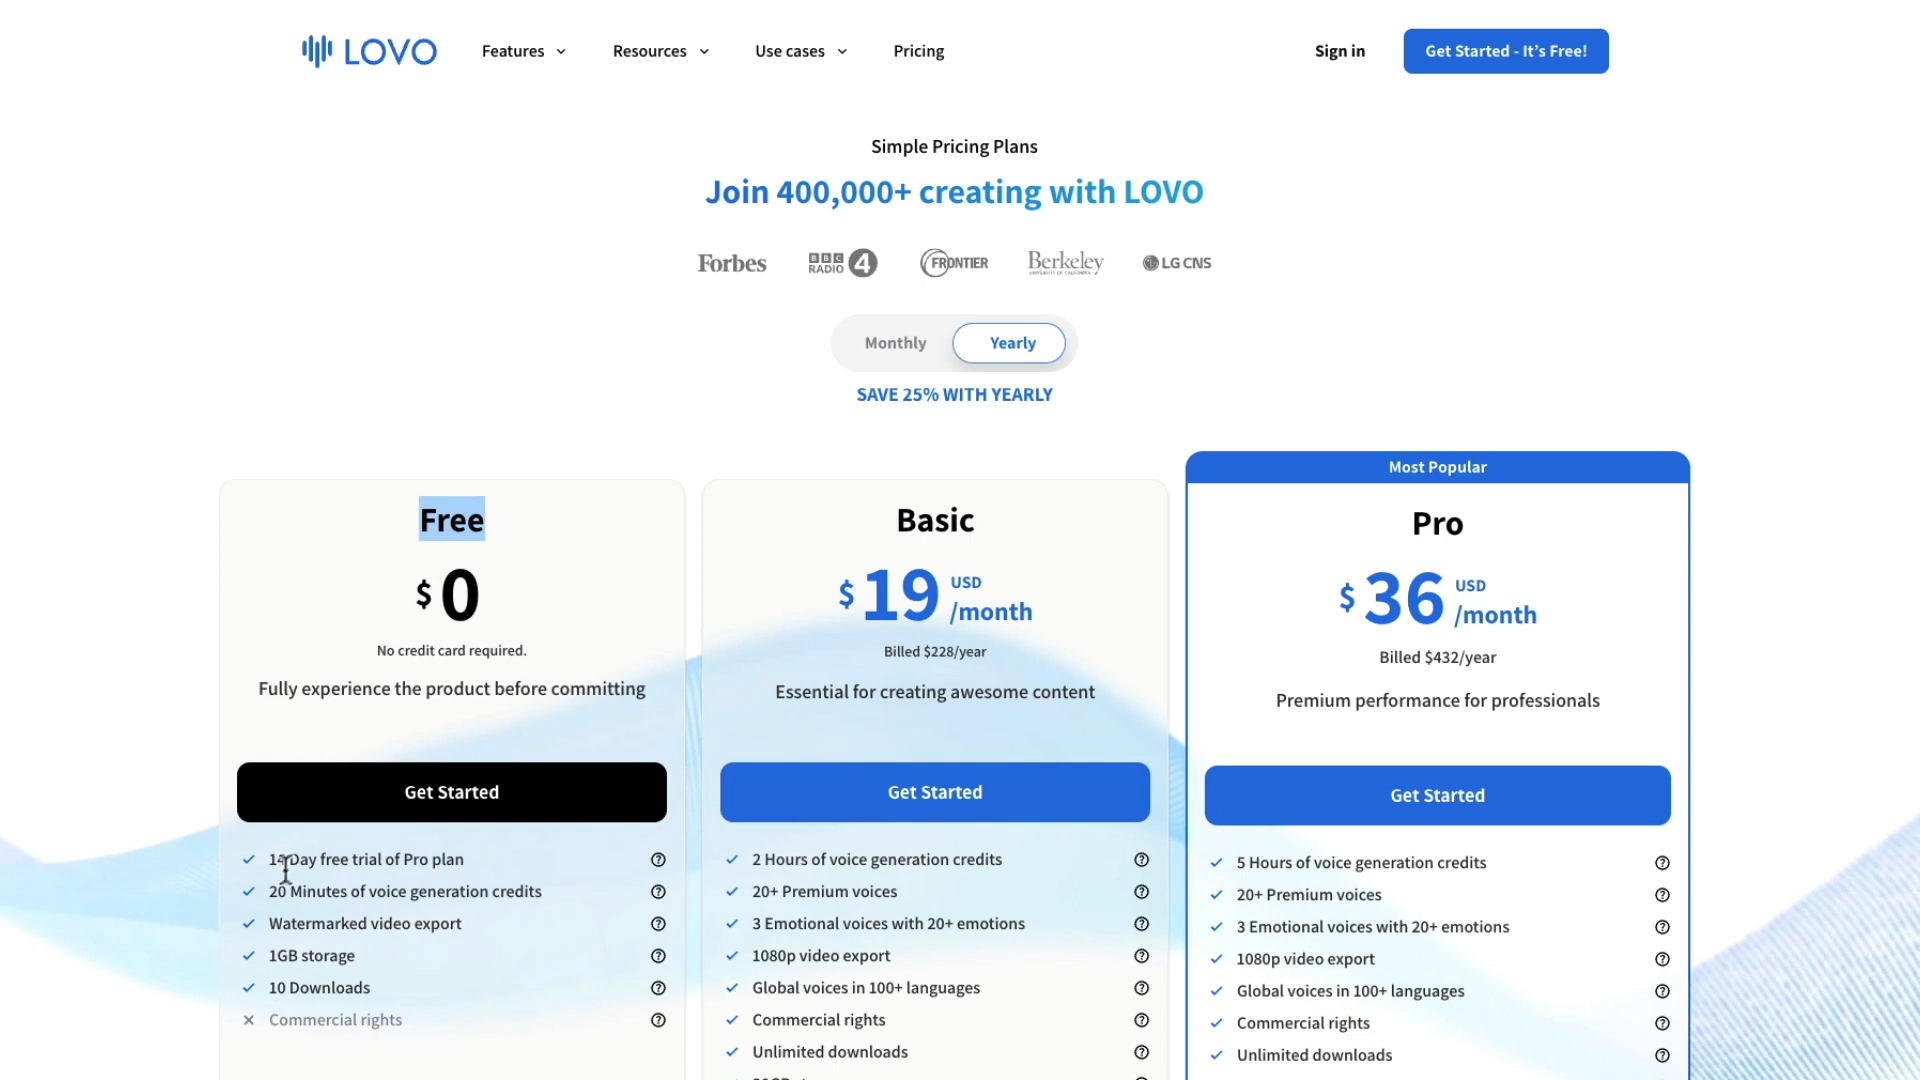 LOVO
Features
Resources
Use cases
Pricing
Sign in
Get Started - It's Free!
Simple Pricing Plans
Join 400,000+ creating with LOVO
Forbes
BBC RADIO 4
FRONTIER
Berkeley
UNIVERSITY OF CALIFORNIA
LG CNS
Monthly
Yearly
SAVE 25% WITH YEARLY
Free
$ 0
No credit card required.
Fully experience the product before committing
Get Started
14 Day free trial of Pro plan
20 Minutes of voice generation credits
Watermarked video export
1GB storage
10 Downloads
Commercial rights
Basic
$ 19 USD
/month
Billed $228/year
Essential for creating awesome content
Get Started
2 Hours of voice generation credits
20+ Premium voices
3 Emotional voices with 20+ emotions
1080p video export
Global voices in 100+ languages
Commercial rights
Unlimited downloads
Most Popular
Pro
$ 36 USD
/month
Billed $432/year
Premium performance for professionals
Get Started
5 Hours of voice generation credits
20+ Premium voices
3 Emotional voices with 20+ emotions
1080p video export
Global voices in 100+ languages
Commercial rights
Unlimited downloads